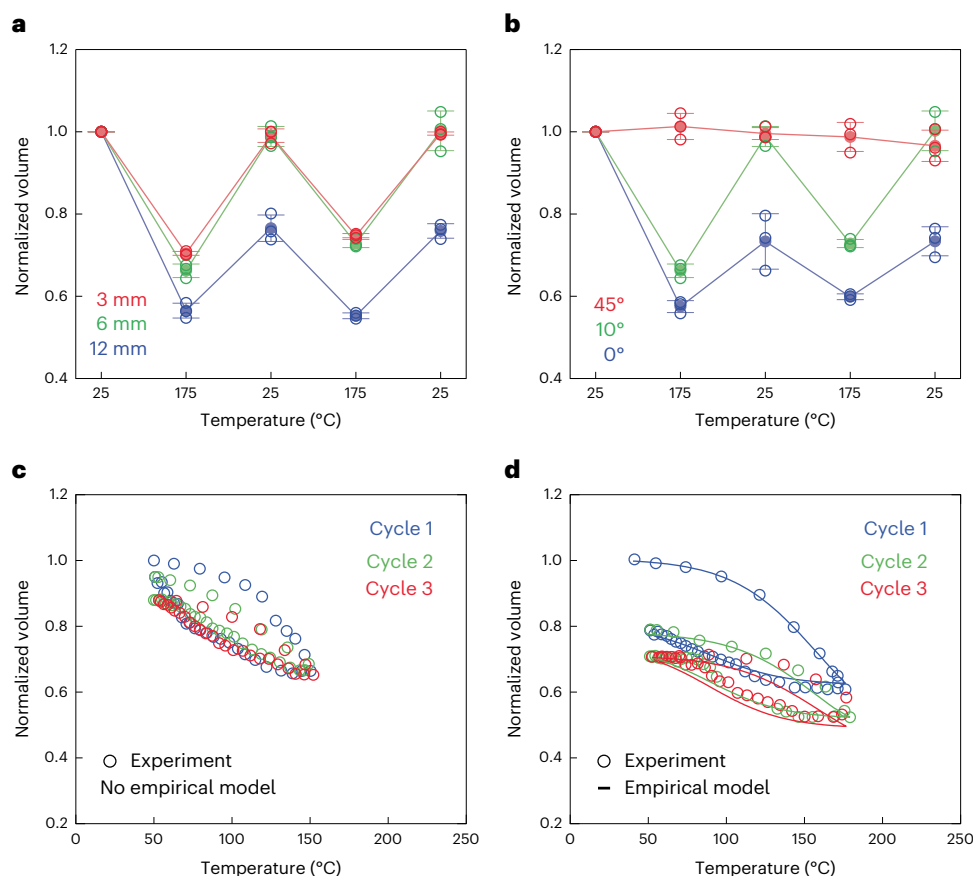 a
1.2
1.0
0.8
0.6
0.4
Normalized volume
3 mm
6 mm
12 mm
25 175 25 175 25
Temperature (°C)
b
1.2
1.0
0.8
0.6
0.4
Normalized volume
45°
10°
0°
25 175 25 175 25
Temperature (°C)
c
1.2
1.0
0.8
0.6
0.4
0.2
Normalized volume
Cycle 1
Cycle 2
Cycle 3
Experiment
No empirical model
0 50 100 150 200 250
Temperature (°C)
d
1.2
1.0
0.8
0.6
0.4
0.2
Normalized volume
Cycle 1
Cycle 2
Cycle 3
Experiment
Empirical model
0 50 100 150 200 250
Temperature (°C)